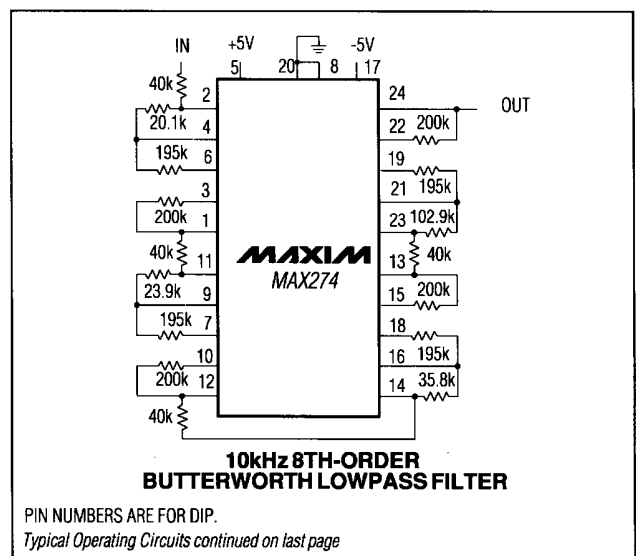 IN +5V -5V
5 20 8 17
40k 2 24 OUT
20.1k 4 22 200k
195k 6 19
3 21 195k
200k 1 23 102.9k
40k 11 MAXIM 13 40k
MAX274
23.9k 9 15 200k
195k 7 18
10 16 195k
200k 12 14 35.8k
40k
10kHz 8TH-ORDER
BUTTERWORTH LOWPASS FILTER
PIN NUMBERS ARE FOR DIP.
Typical Operating Circuits continued on last page